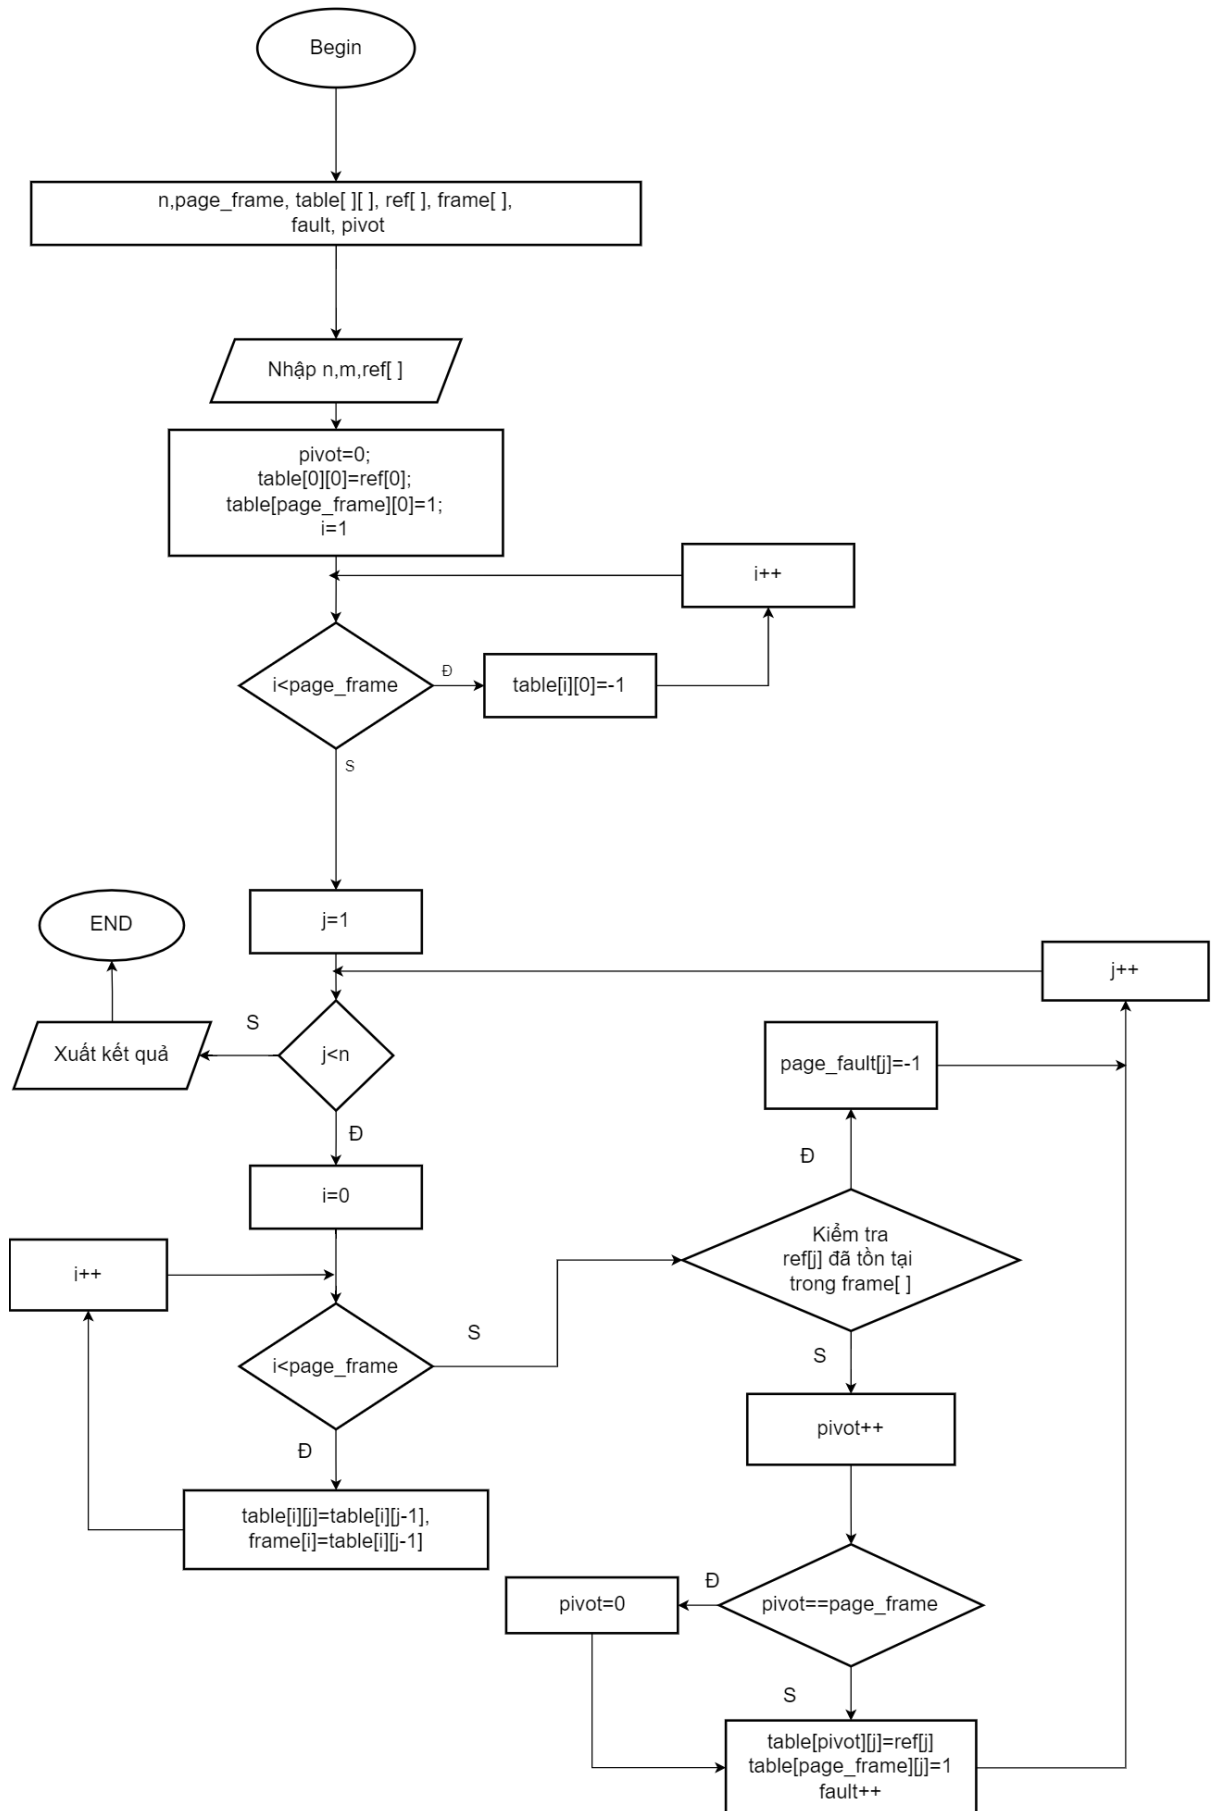 Begin
n,page_frame, table[ ][ ], ref[ ], frame[ ],
fault, pivot
Nhập n,m,ref[ ]
pivot=0;
table[0][0]=ref[0];
table[page_frame][0]=1;
i=1
i++
i<page_frame
Đ
table[i][0]=-1
S
j=1
END
j++
Xuất kết quả
S
j<n
page_fault[j]=-1
Đ
Đ
i=0
Kiểm tra
ref[j] đã tồn tại
trong frame[ ]
i++
S
i<page_frame
S
pivot++
Đ
table[i][j]=table[i][j-1],
frame[i]=table[i][j-1]
Đ
pivot=0
pivot==page_frame
S
table[pivot][j]=ref[j]
table[page_frame][j]=1
fault++